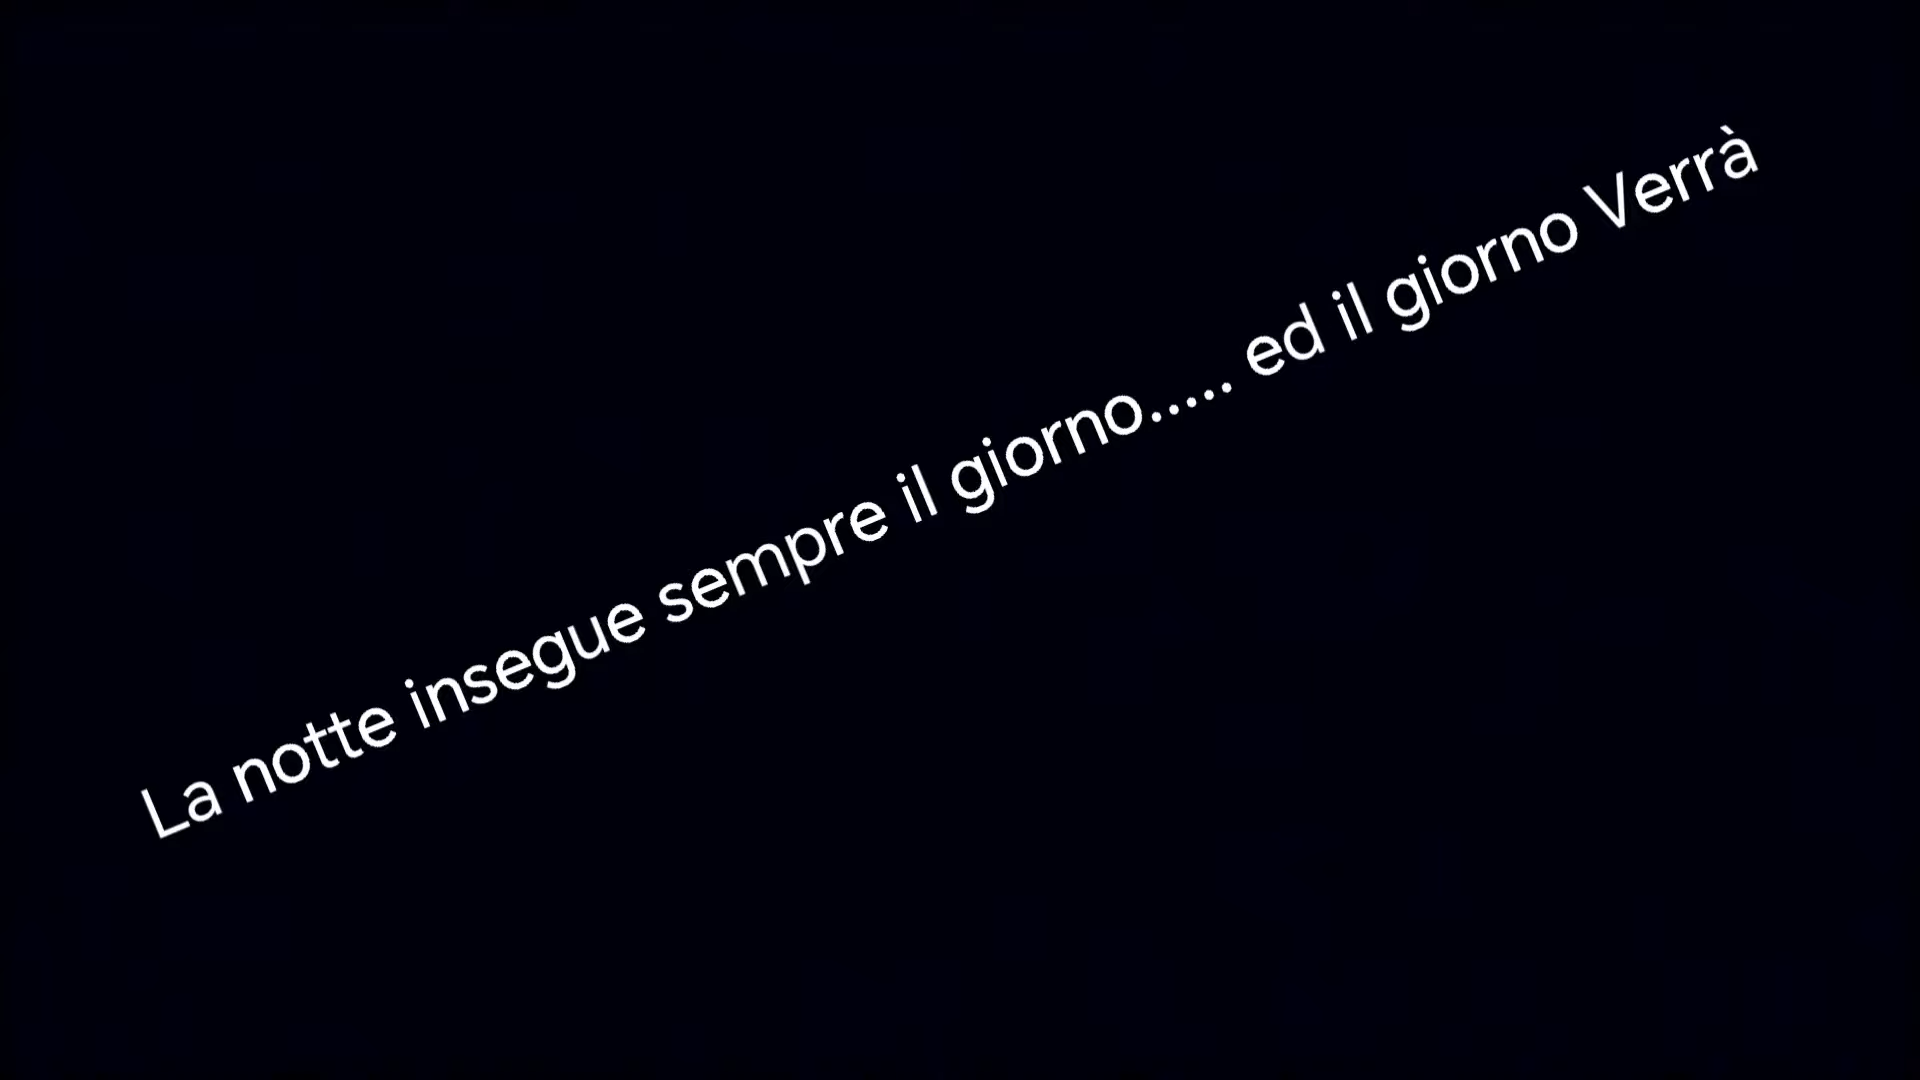 La notte insegue sempre il giorno..... ed il giorno Verrà